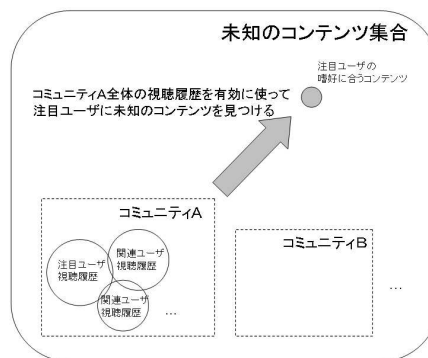 未知のコンテンツ集合
注目ユーザの
嗜好に合うコンテンツ
コミュニティA全体の視聴履歴を有効に使って
注目ユーザに未知のコンテンツを見つける
コミュニティA
注目ユーザ
視聴履歴
関連ユーザ
視聴履歴
関連ユーザ
視聴履歴
…
コミュニティB
…